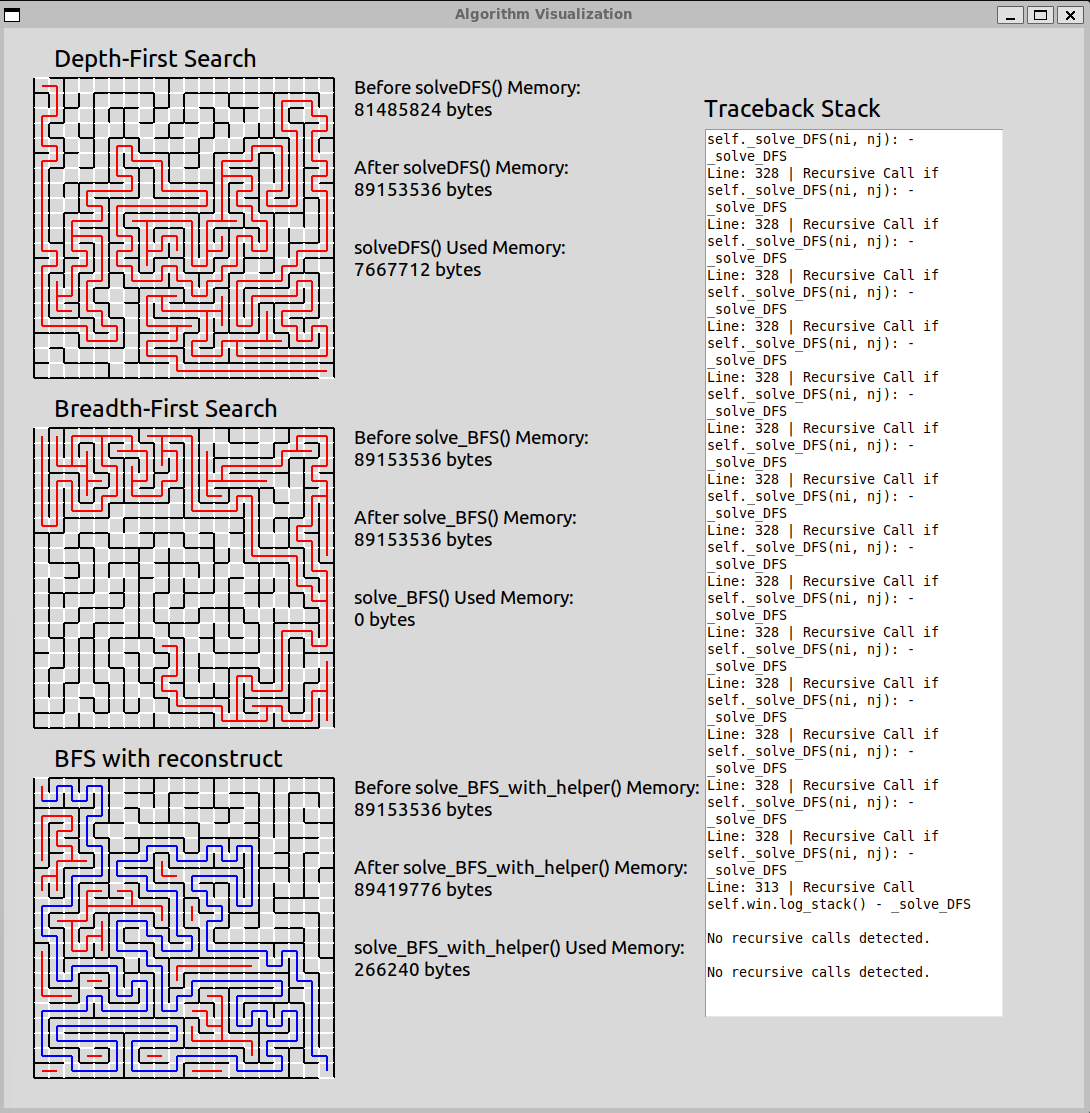 Algorithm Visualization
Depth-First Search
Before solveDFS() Memory:
81485824 bytes
After solveDFS() Memory:
89153536 bytes
solveDFS() Used Memory:
7667712 bytes
Breadth-First Search
Before solve_BFS() Memory:
89153536 bytes
After solve_BFS() Memory:
89153536 bytes
solve_BFS() Used Memory:
0 bytes
BFS with reconstruct
Before solve_BFS_with_helper() Memory:
89153536 bytes
After solve_BFS_with_helper() Memory:
89419776 bytes
solve_BFS_with_helper() Used Memory:
266240 bytes
Traceback Stack
self._solve_DFS(ni, nj): -
_solve_DFS
Line: 328 | Recursive Call if
self._solve_DFS(ni, nj): -
_solve_DFS
Line: 328 | Recursive Call if
self._solve_DFS(ni, nj): -
_solve_DFS
Line: 328 | Recursive Call if
self._solve_DFS(ni, nj): -
_solve_DFS
Line: 328 | Recursive Call if
self._solve_DFS(ni, nj): -
_solve_DFS
Line: 328 | Recursive Call if
self._solve_DFS(ni, nj): -
_solve_DFS
Line: 328 | Recursive Call if
self._solve_DFS(ni, nj): -
_solve_DFS
Line: 328 | Recursive Call if
self._solve_DFS(ni, nj): -
_solve_DFS
Line: 328 | Recursive Call if
self._solve_DFS(ni, nj): -
_solve_DFS
Line: 328 | Recursive Call if
self._solve_DFS(ni, nj): -
_solve_DFS
Line: 328 | Recursive Call if
self._solve_DFS(ni, nj): -
_solve_DFS
Line: 328 | Recursive Call if
self._solve_DFS(ni, nj): -
_solve_DFS
Line: 328 | Recursive Call if
self._solve_DFS(ni, nj): -
_solve_DFS
Line: 328 | Recursive Call if
self._solve_DFS(ni, nj): -
_solve_DFS
Line: 328 | Recursive Call if
self._solve_DFS(ni, nj): -
_solve_DFS
Line: 313 | Recursive Call
self.win.log_stack() - _solve_DFS
No recursive calls detected.
No recursive calls detected.